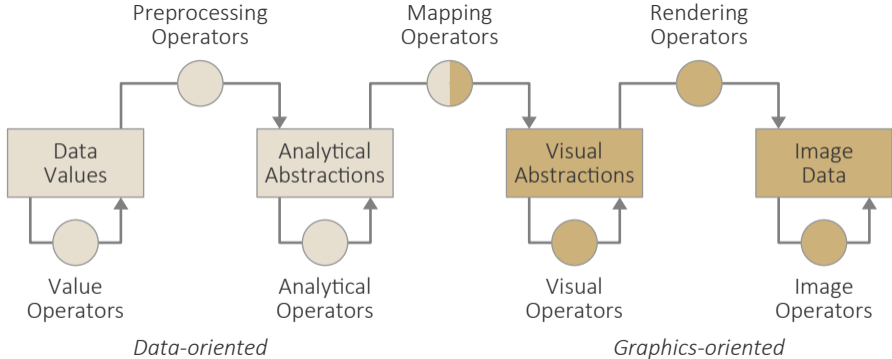 Preprocessing
Operators
Mapping
Operators
Rendering
Operators
Data
Values
Analytical
Abstractions
Visual
Abstractions
Image
Data
Value
Operators
Analytical
Operators
Visual
Operators
Image
Operators
Data-oriented
Graphics-oriented